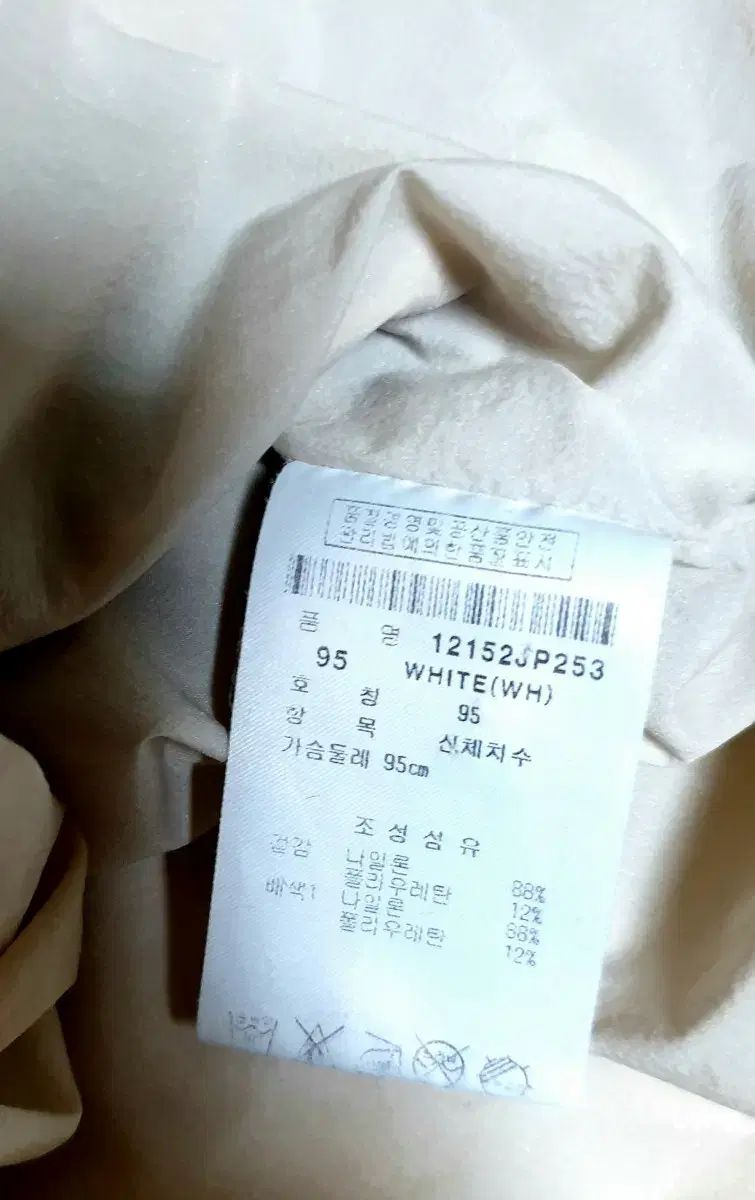 품질경영및공산품안전
관리법에의한품질표시
품 명 12152JP253
95 WHITE(WH)
호 칭 95
항 목 신체치수
가슴둘레 95cm
조성섬유
겉감 나일론 88%
폴리우레탄 12%
배색1 나일론 88%
폴리우레탄 12%